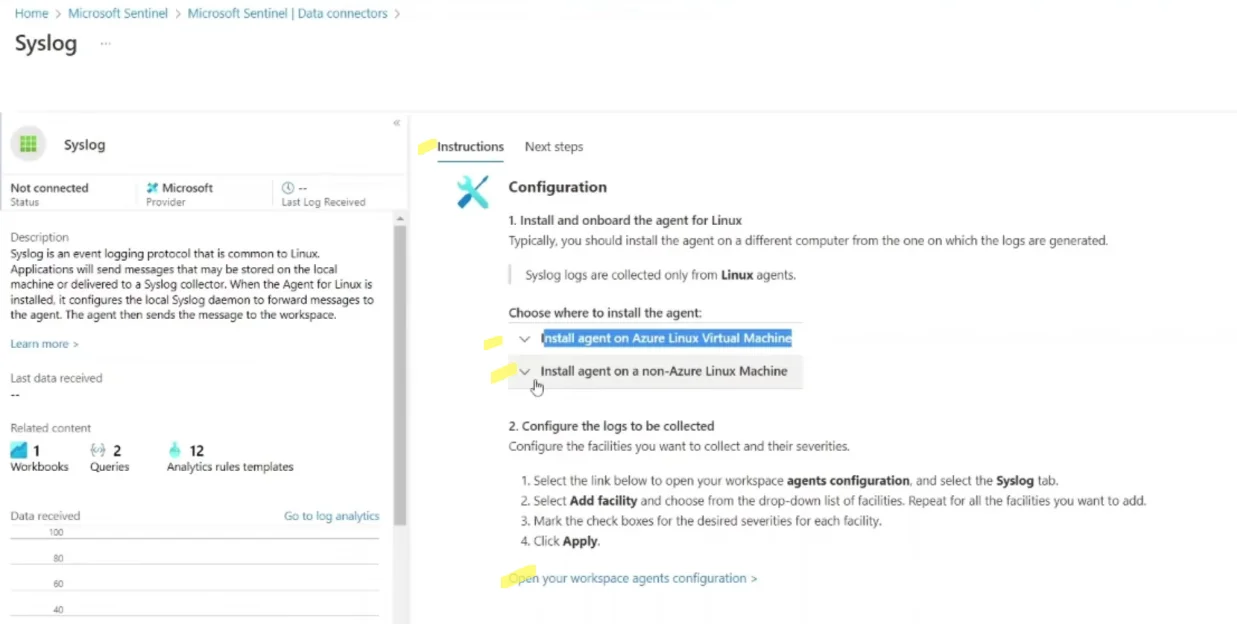 Home > Microsoft Sentinel > Microsoft Sentinel | Data connectors >
Syslog ...
«
Syslog
Not connected
Status
Microsoft
Provider
--
Last Log Received
Description
Syslog is an event logging protocol that is common to Linux.
Applications will send messages that may be stored on the local
machine or delivered to a Syslog collector. When the Agent for Linux is
installed, it configures the local Syslog daemon to forward messages to
the agent. The agent then sends the message to the workspace.
Learn more >
Last data received
--
Related content
1
Workbooks
2
Queries
12
Analytics rules templates
Data received
Go to log analytics
100
80
60
40
Instructions
Next steps
Configuration
1. Install and onboard the agent for Linux
Typically, you should install the agent on a different computer from the one on which the logs are generated.
Syslog logs are collected only from Linux agents.
Choose where to install the agent:
Install agent on Azure Linux Virtual Machine
Install agent on a non-Azure Linux Machine
2. Configure the logs to be collected
Configure the facilities you want to collect and their severities.
1. Select the link below to open your workspace agents configuration, and select the Syslog tab.
2. Select Add facility and choose from the drop-down list of facilities. Repeat for all the facilities you want to add.
3. Mark the check boxes for the desired severities for each facility.
4. Click Apply.
Open your workspace agents configuration >